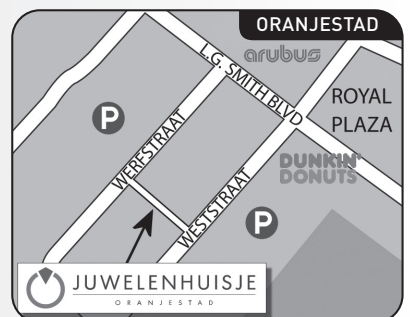 ORANJESTAD
arubus
L.G. SMITH BLVD
ROYAL
PLAZA
P
WERFSTRAAT
DUNKIN'
DONUTS
WESTSTRAAT
P
JUWELENHUISJE
ORANJESTAD